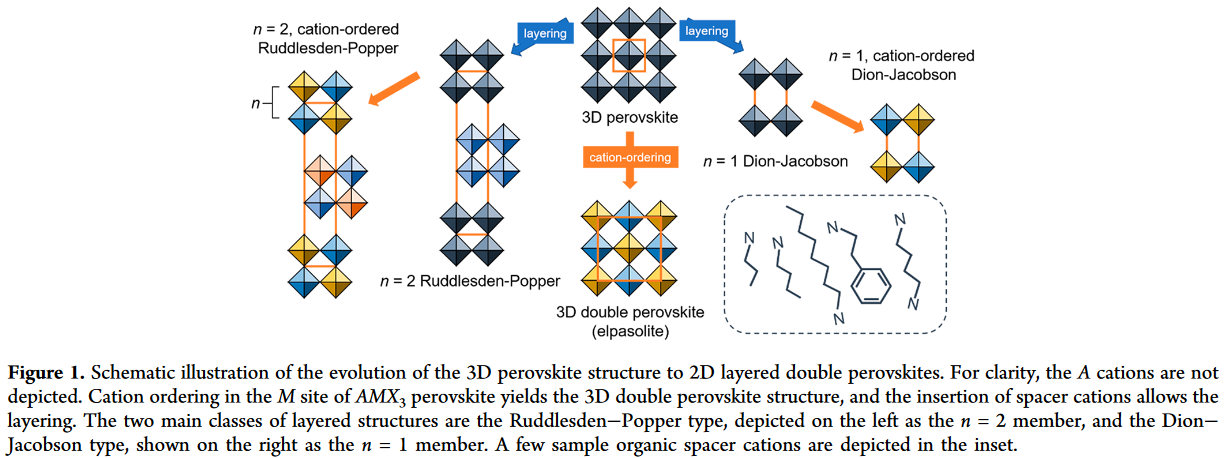 n = 2, cation-ordered
Ruddlesden-Popper
layering
layering
n = 1, cation-ordered
Dion-Jacobson
n
3D perovskite
cation-ordering
n = 1 Dion-Jacobson
n = 2 Ruddlesden-Popper
3D double perovskite
(elpasolite)
N
N
N
N
N
N
Figure 1. Schematic illustration of the evolution of the 3D perovskite structure to 2D layered double perovskites. For clarity, the A cations are not
depicted. Cation ordering in the M site of AMX₃ perovskite yields the 3D double perovskite structure, and the insertion of spacer cations allows the
layering. The two main classes of layered structures are the Ruddlesden−Popper type, depicted on the left as the n = 2 member, and the Dion−
Jacobson type, shown on the right as the n = 1 member. A few sample organic spacer cations are depicted in the inset.